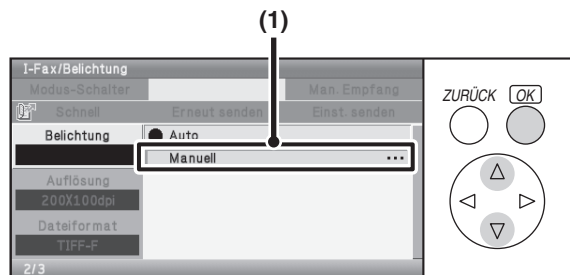 (1)
I-Fax/Belichtung
Modus-Schalter Man. Empfang
Schnell Erneut senden Einst. senden
Belichtung Auto
Manuell ...
Auflösung
200X100dpi
Dateiformat
TIFF-F
2/3
ZURÜCK OK